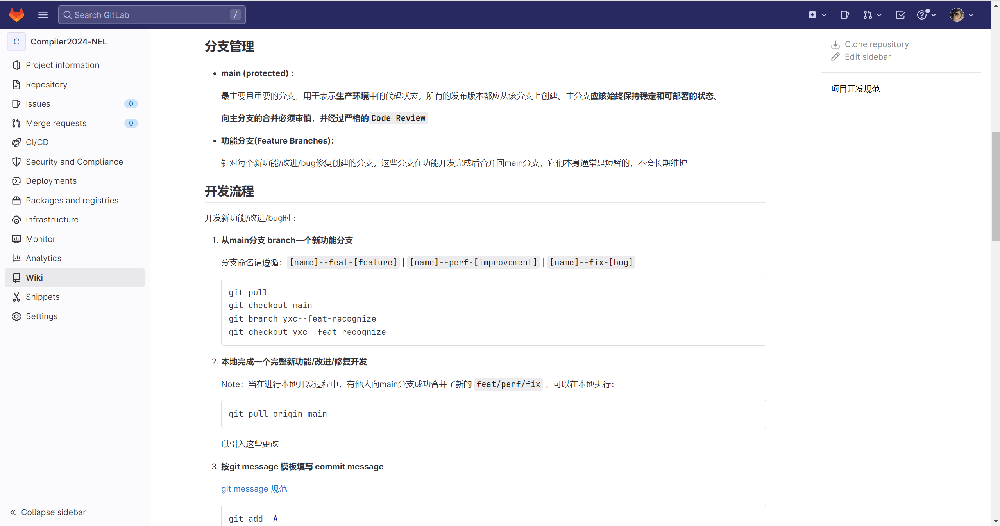 Search GitLab
/
C
Compiler2024-NEL
Project information
Repository
Issues
0
Merge requests
0
CI/CD
Security and Compliance
Deployments
Packages and registries
Infrastructure
Monitor
Analytics
Wiki
Snippets
Settings
Collapse sidebar
分支管理
main (protected) :
最主要且重要的分支，用于表示生产环境中的代码状态。所有的发布版本都应从该分支上创建。主分支应该始终保持稳定和可部署的状态。
向主分支的合并必须审慎，并经过严格的 Code Review
功能分支(Feature Branches)：
针对每个新功能/改进/bug修复创建的分支。这些分支在功能开发完成后合并回main分支，它们本身通常是短暂的，不会长期维护
开发流程
开发新功能/改进/bug时 :
1. 从main分支 branch一个新功能分支
分支命名请遵循： [name]--feat-[feature] | [name]--perf-[improvement] | [name]--fix-[bug]
git pull
git checkout main
git branch yxc--feat-recognize
git checkout yxc--feat-recognize
2. 本地完成一个完整新功能/改进/修复开发
Note：当在进行本地开发过程中，有他人向main分支成功合并了新的 feat/perf/fix ，可以在本地执行：
git pull origin main
以引入这些更改
3. 按git message 模板填写 commit message
git message 规范
git add -A
Clone repository
Edit sidebar
项目开发规范